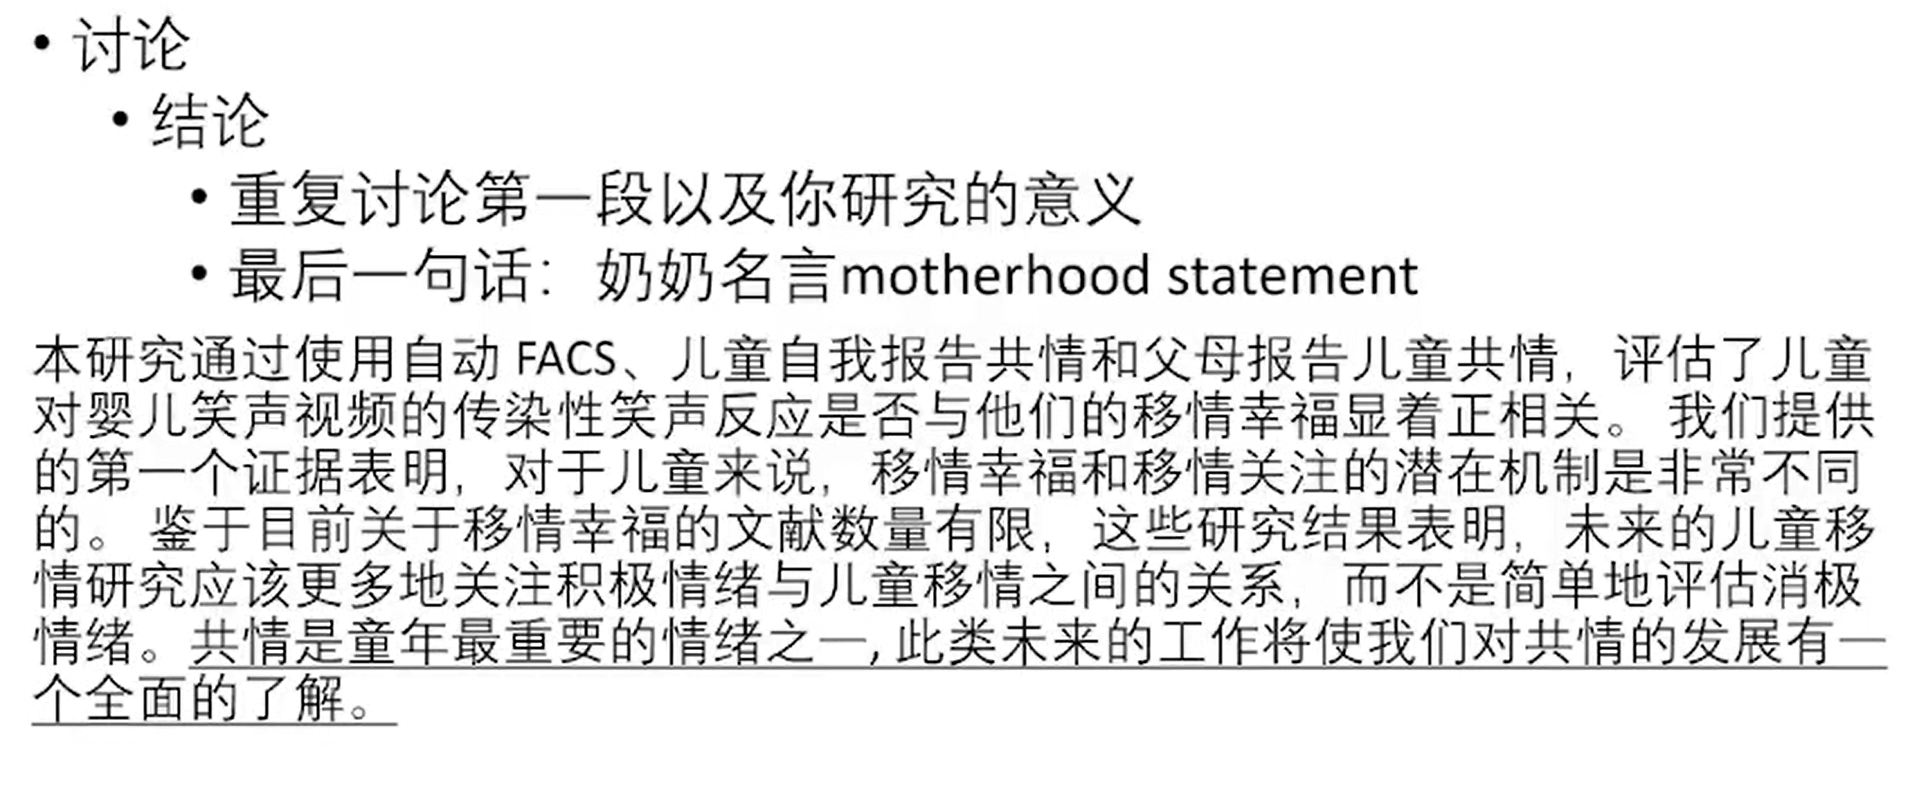 • 讨论
• 结论
• 重复讨论第一段以及你研究的意义
• 最后一句话：奶奶名言motherhood statement
本研究通过使用自动 FACS、儿童自我报告共情和父母报告儿童共情，评估了儿童
对婴儿笑声视频的传染性笑声反应是否与他们的移情幸福显着正相关。 我们提供
的第一个证据表明，对于儿童来说，移情幸福和移情关注的潜在机制是非常不同
的。 鉴于目前关于移情幸福的文献数量有限，这些研究结果表明，未来的儿童移
情研究应该更多地关注积极情绪与儿童移情之间的关系，而不是简单地评估消极
情绪。共情是童年最重要的情绪之一, 此类未来的工作将使我们对共情的发展有一
个全面的了解。